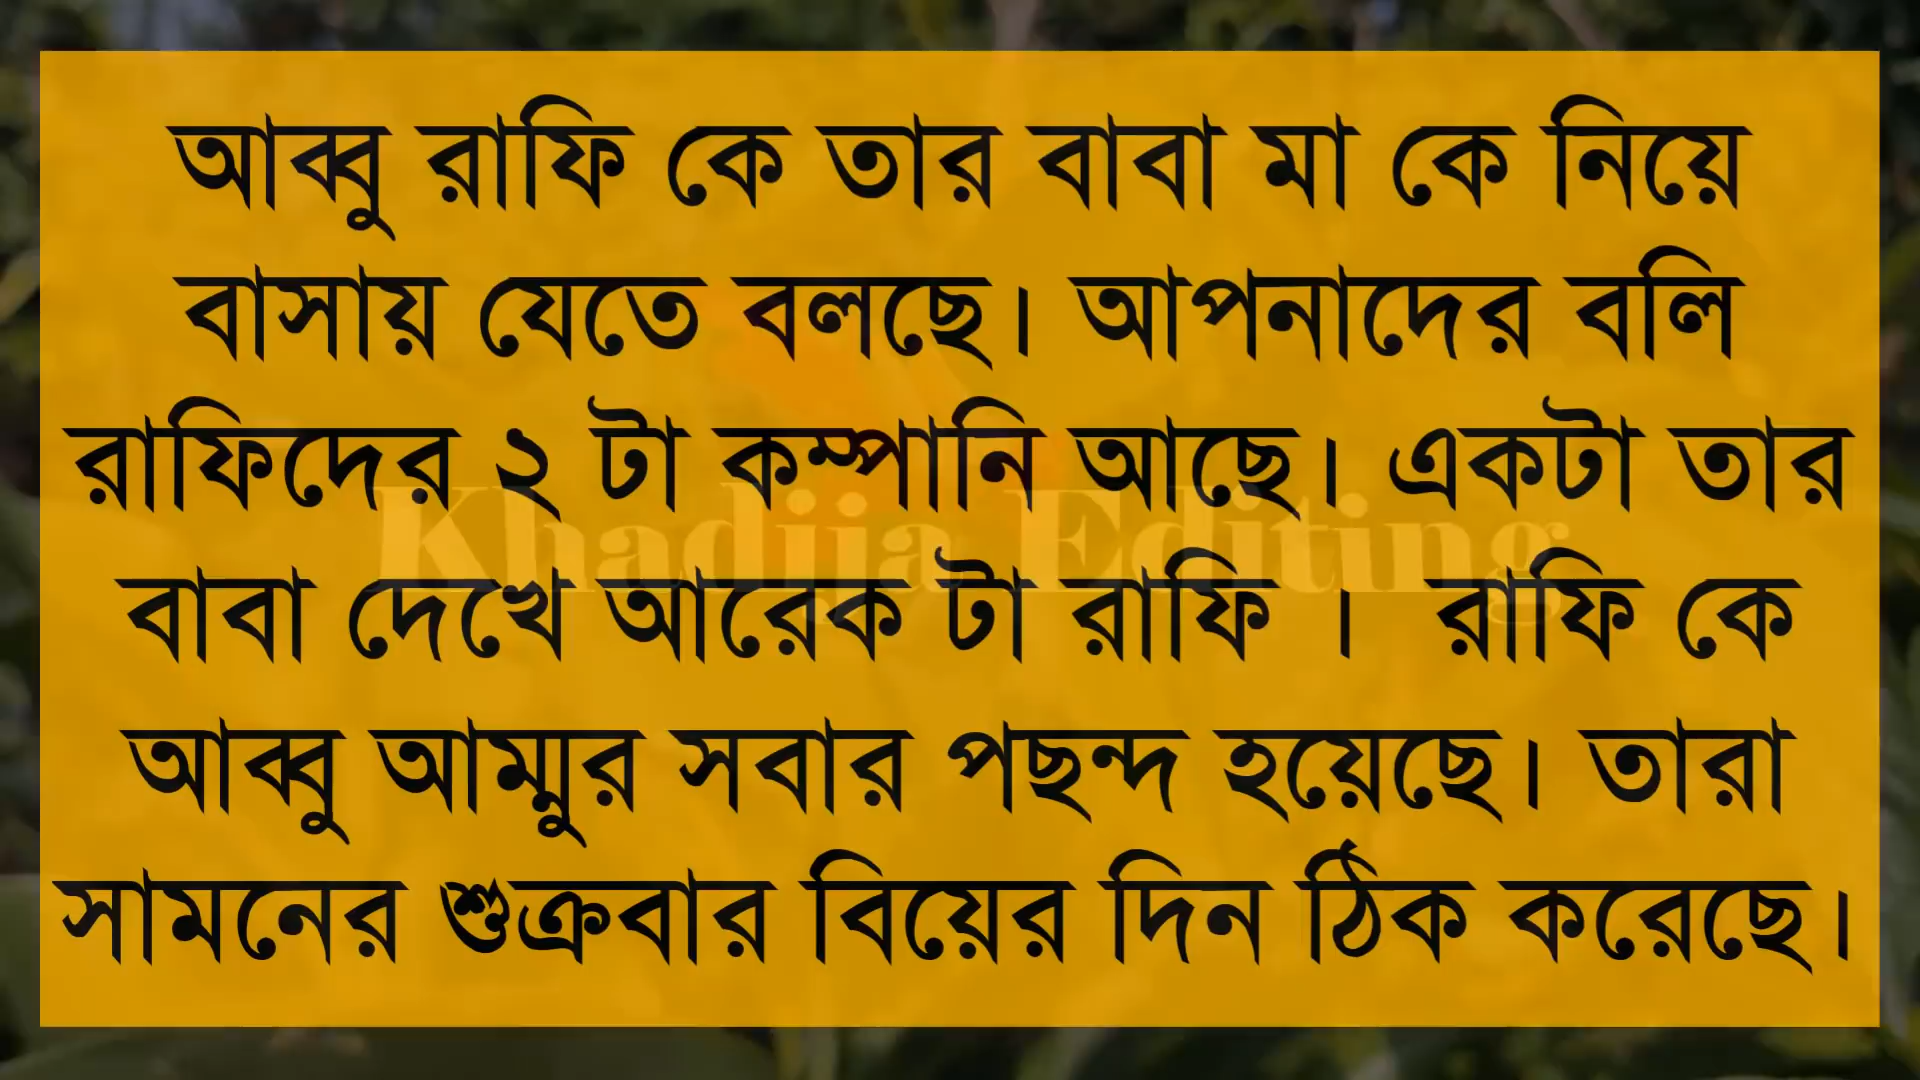 আব্বু রাফি কে তার বাবা মা কে নিয়ে
বাসায় যেতে বলছে। আপনাদের বলি
রাফিদের ২ টা কম্পানি আছে। একটা তার
বাবা দেখে আরেক টা রাফি । রাফি কে
আব্বু আম্মুর সবার পছন্দ হয়েছে। তারা
সামনের শুক্রবার বিয়ের দিন ঠিক করেছে।
Khadija Editing